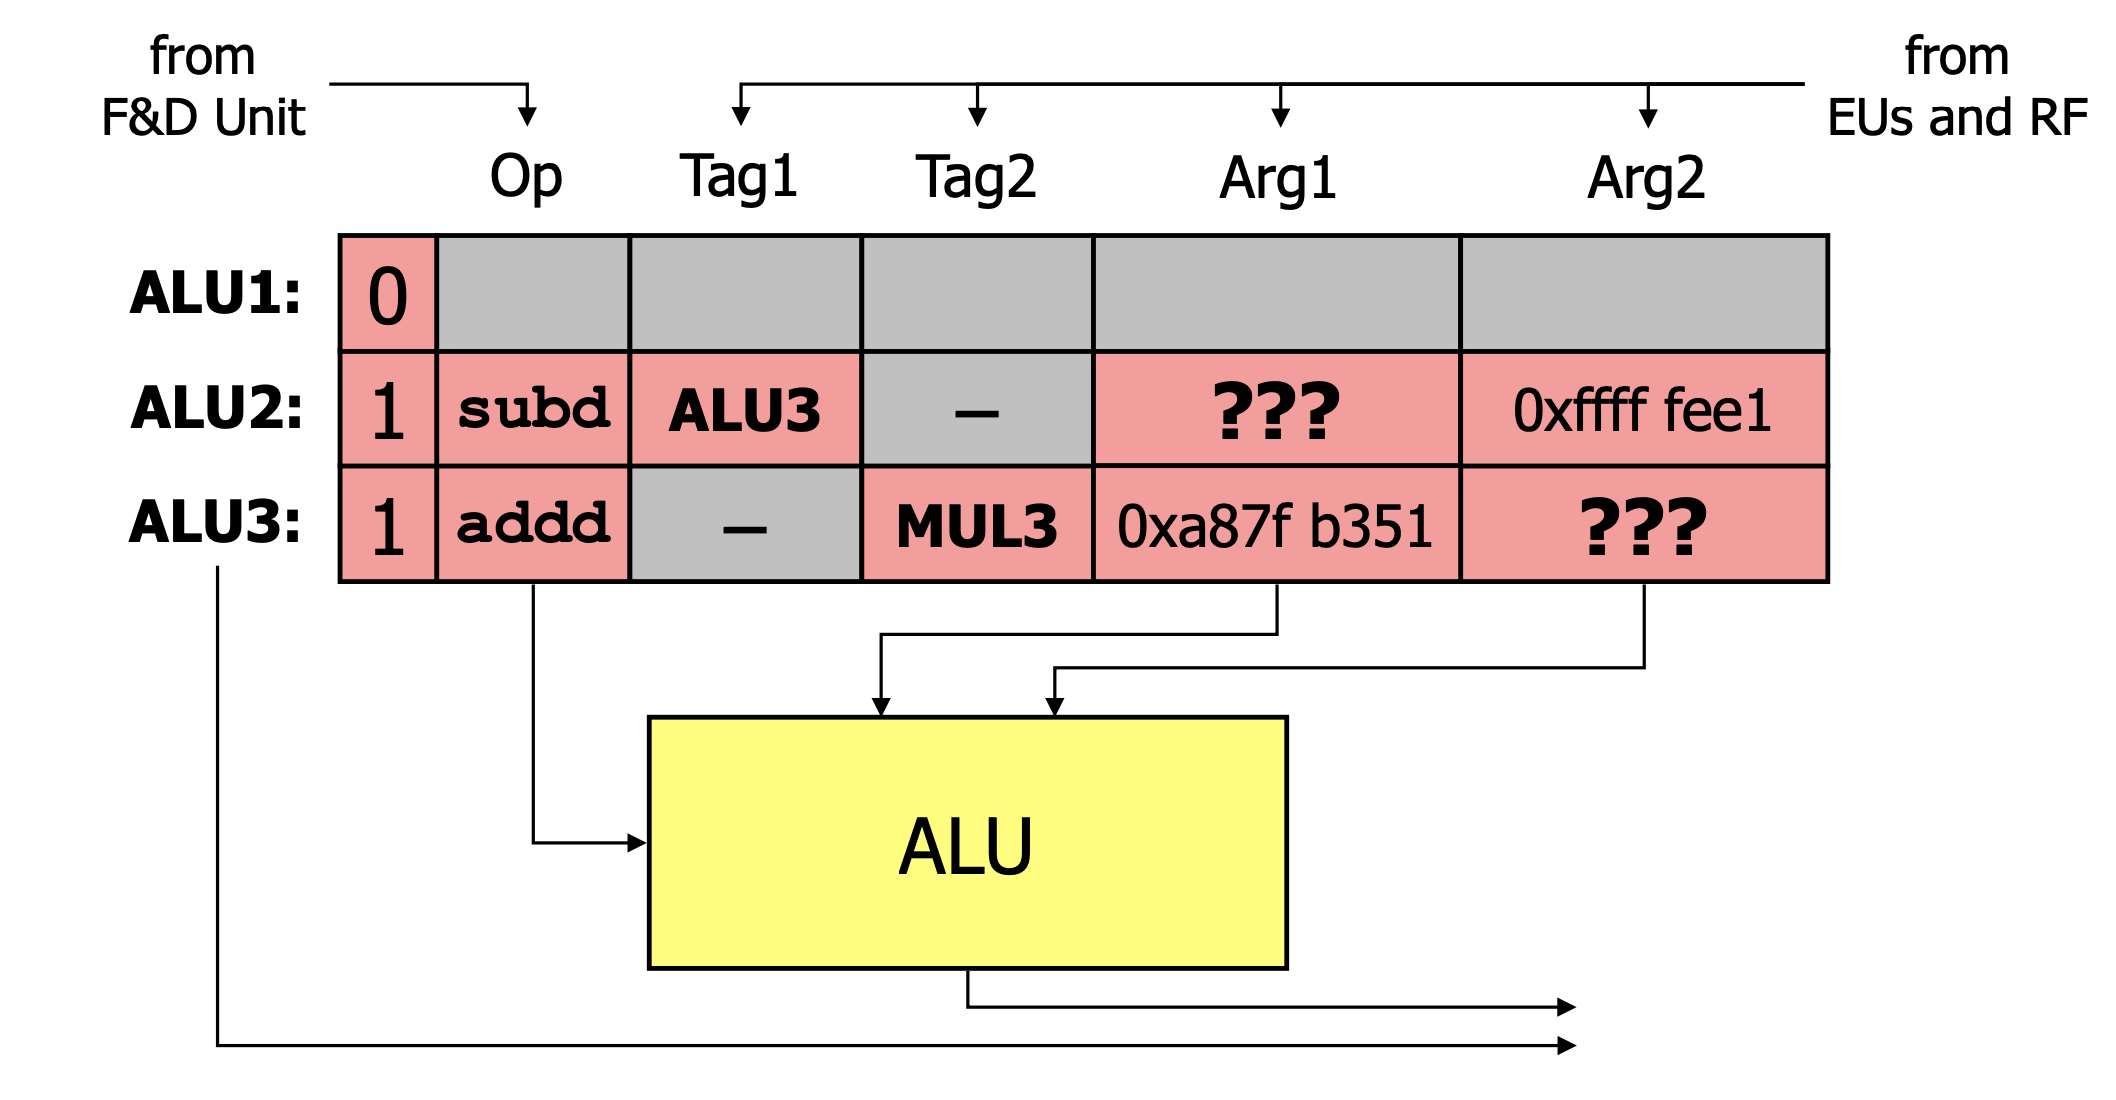 from
F&D Unit
from
EUs and RF
Op Tag1 Tag2 Arg1 Arg2
ALU1: 0
ALU2: 1 subd ALU3 – ??? 0xffff fee1
ALU3: 1 addd – MUL3 0xa87f b351 ???
ALU